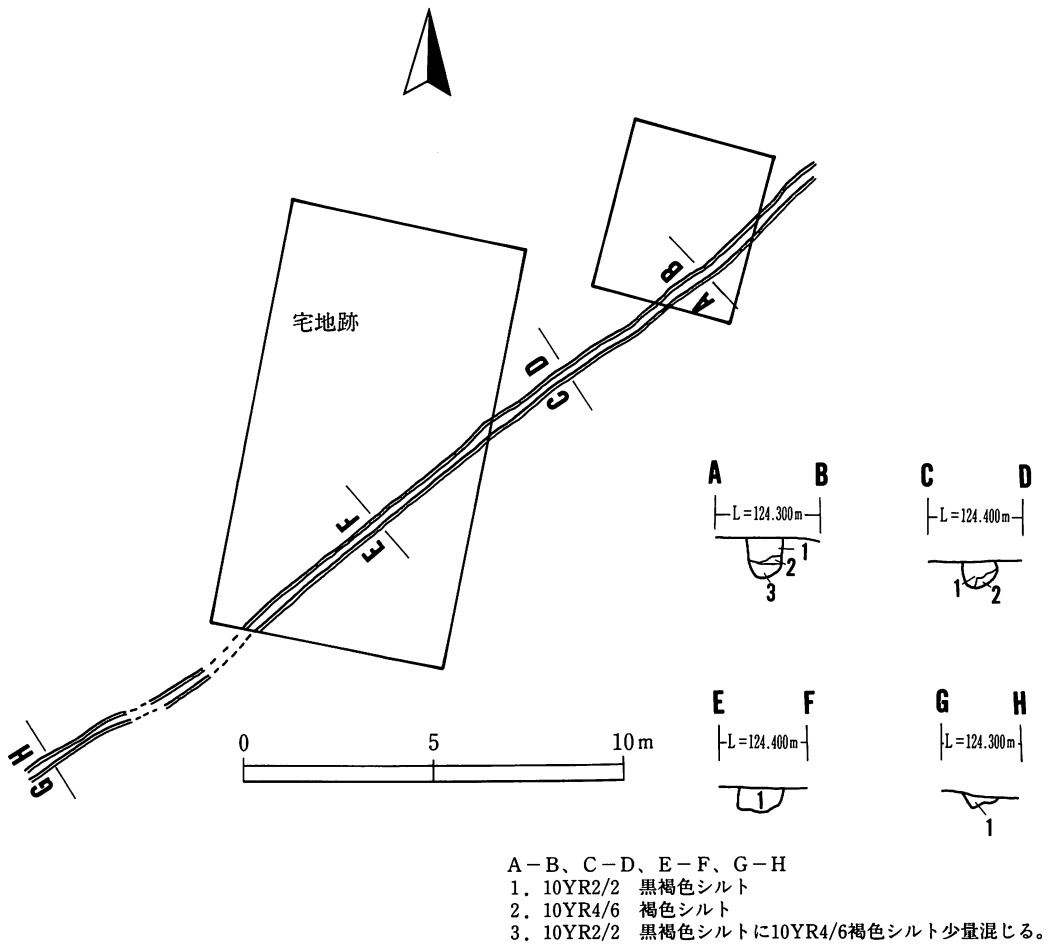 B
A
宅地跡
D
C
F
E
H
G
A B
L=124.300m
1
2
3
C D
L=124.400m
1 2
E F
L=124.400m
1
G H
L=124.300m
1
0 5 10m
A-B、C-D、E-F、G-H
1. 10YR2/2 黒褐色シルト
2. 10YR4/6 褐色シルト
3. 10YR2/2 黒褐色シルトに10YR4/6褐色シルト少量混じる。